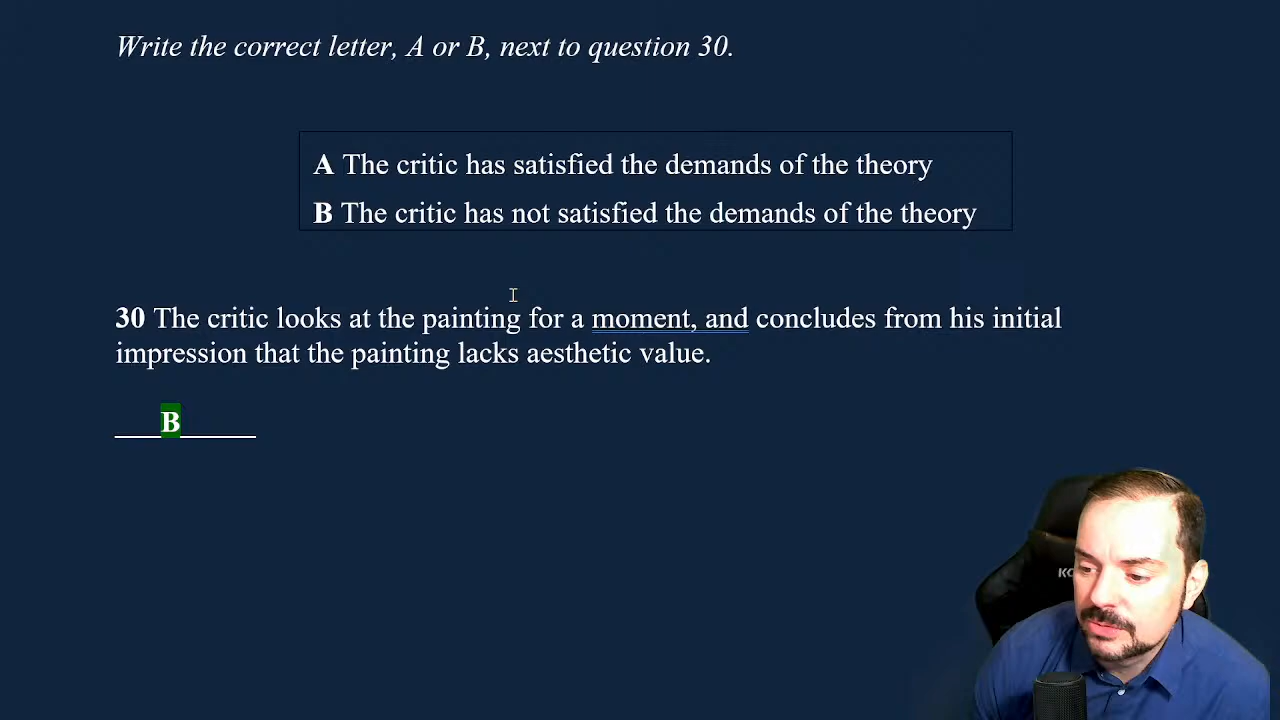 Write the correct letter, A or B, next to question 30.
A The critic has satisfied the demands of the theory
B The critic has not satisfied the demands of the theory
30 The critic looks at the painting for a moment, and concludes from his initial
impression that the painting lacks aesthetic value.
B